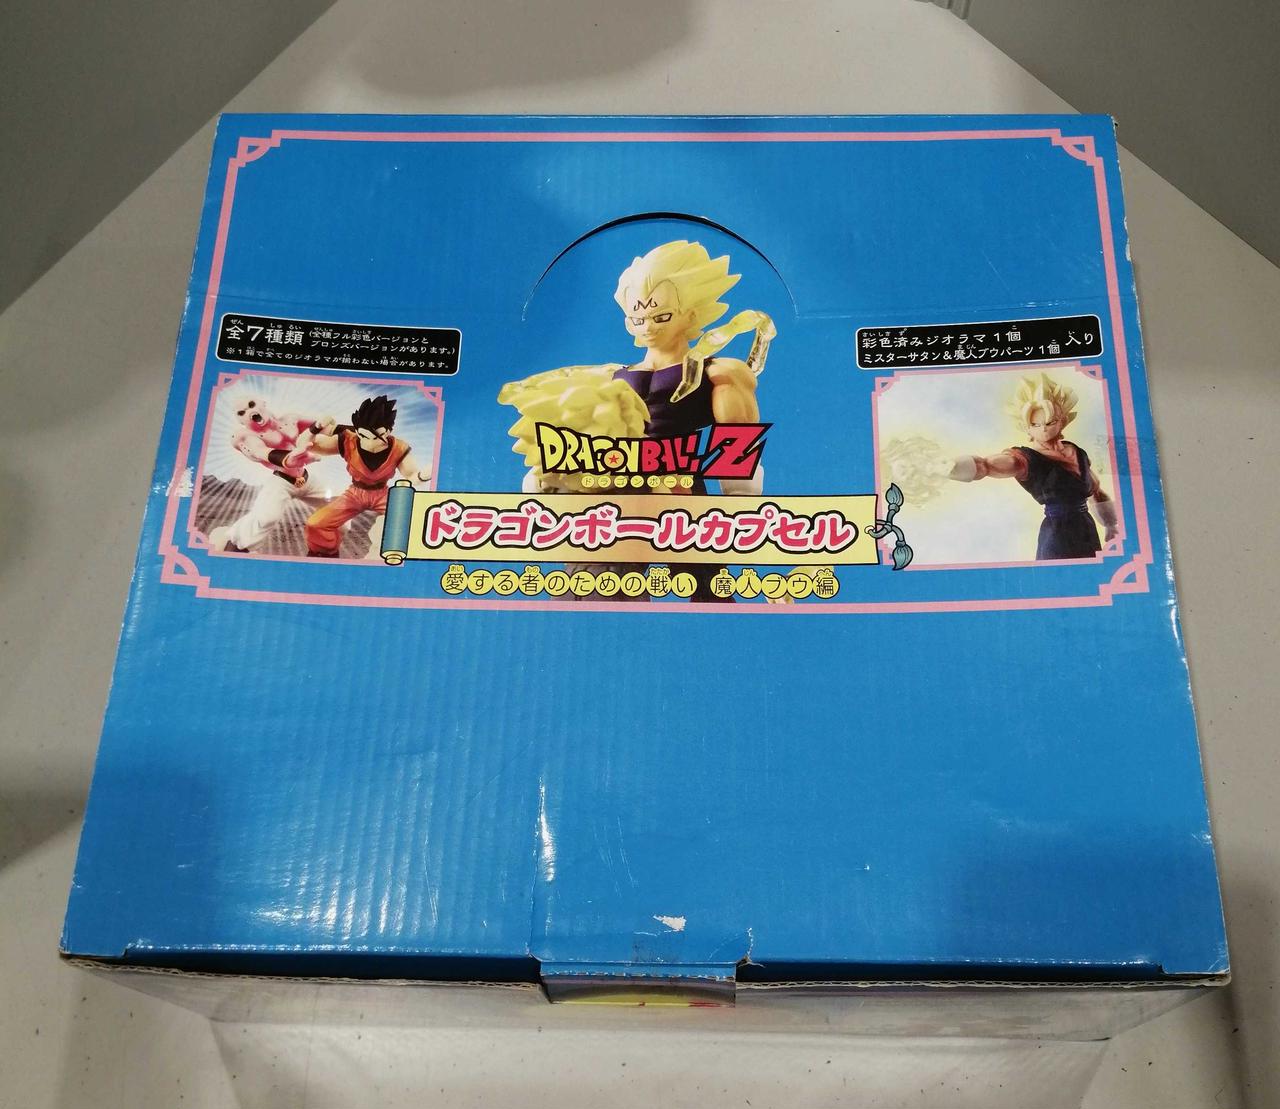 全7種類 (全種フル彩色バージョンと
ブロンズバージョンがあります。)
※1箱で全てのジオラマが揃わない場合があります。
彩色済みジオラマ1個
ミスターサタン&魔人ブウパーツ1個 入り
M
DRAGONBALL Z
ドラゴンボール
ドラゴンボールカプセル
愛する者のための戦い 魔人ブウ編